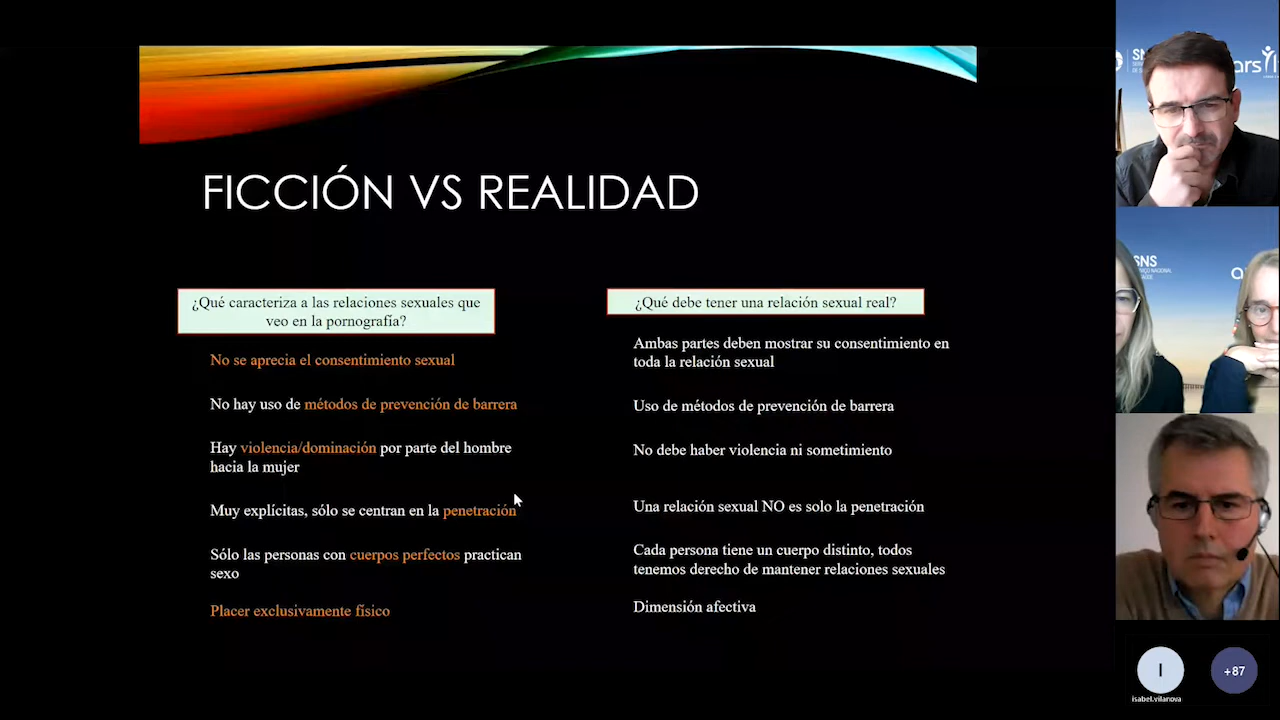 FICCIÓN VS REALIDAD
¿Qué caracteriza a las relaciones sexuales que
veo en la pornografía?
No se aprecia el consentimiento sexual
No hay uso de métodos de prevención de barrera
Hay violencia/dominación por parte del hombre
hacia la mujer
Muy explícitas, sólo se centran en la penetración
Sólo las personas con cuerpos perfectos practican
sexo
Placer exclusivamente físico
¿Qué debe tener una relación sexual real?
Ambas partes deben mostrar su consentimiento en
toda la relación sexual
Uso de métodos de prevención de barrera
No debe haber violencia ni sometimiento
Una relación sexual NO es solo la penetración
Cada persona tiene un cuerpo distinto, todos
tenemos derecho de mantener relaciones sexuales
Dimensión afectiva
SNS
I
+87
isabel.vilanova